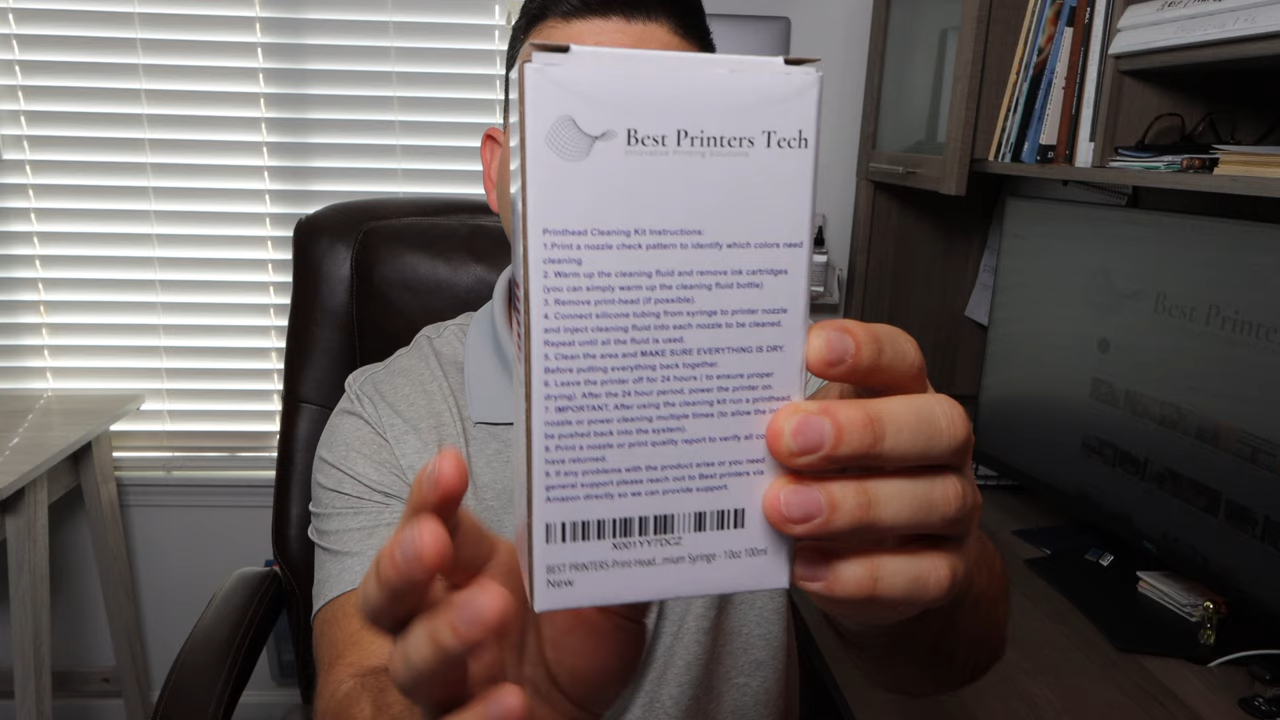 Best Printers Tech
Innovative Printing Solutions
Printhead Cleaning Kit Instructions:
1.Print a nozzle check pattern to identify which colors need
cleaning
2. Warm up the cleaning fluid and remove ink cartridges
(you can simply warm up the cleaning fluid bottle)
3. Remove print-head (if possible).
4. Connect silicone tubing from syringe to printer nozzle
and inject cleaning fluid into each nozzle to be cleaned.
Repeat until all the fluid is used.
5. Clean the area and MAKE SURE EVERYTHING IS DRY.
Before putting everything back together.
6. Leave the printer off for 24 hours ( to ensure proper
drying). After the 24 hour period, power the printer on.
7. IMPORTANT, After using the cleaning kit run a printhead,
nozzle or power cleaning multiple times (to allow the
be pushed back into the system).
8. Print a nozzle or print quality report to verify all
have returned.
9. If any problems with the product arise or you need
general support please reach out to Best printers via
Amazon directly so we can provide support.
X001YY7DGZ
BEST PRINTERS Print-Head...mium Syringe - 10oz 100ml
New
Best Printe